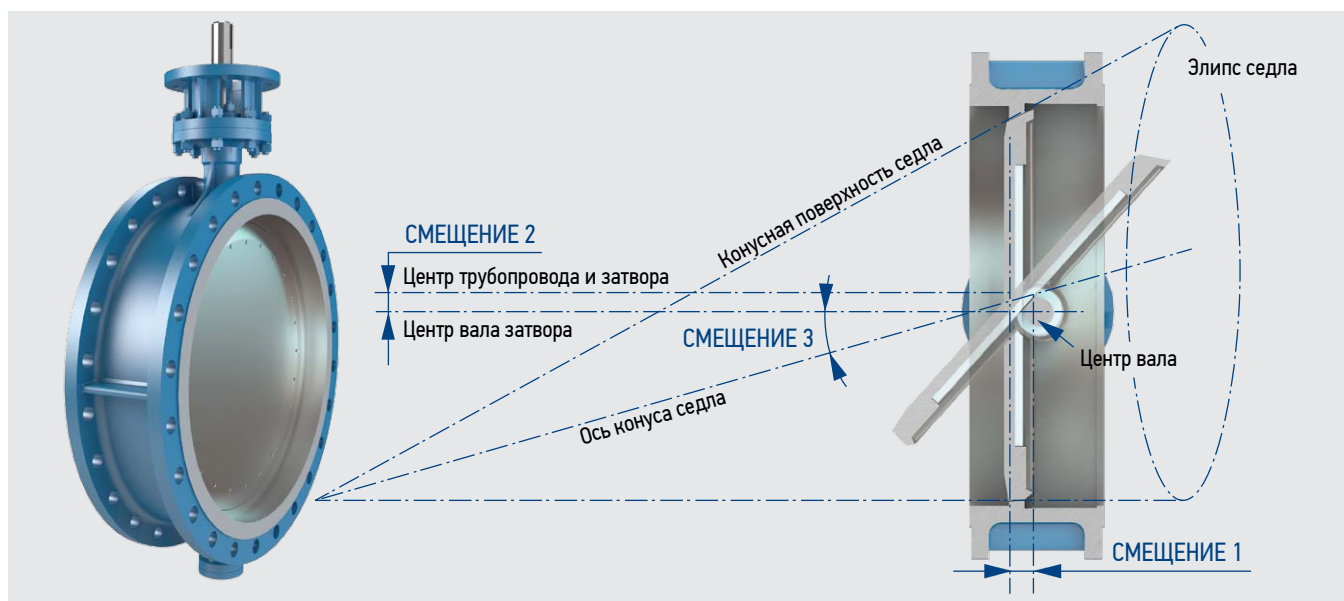 Элипс седла
Конусная поверхность седла
СМЕЩЕНИЕ 2
Центр трубопровода и затвора
Центр вала затвора
СМЕЩЕНИЕ 3
Центр вала
Ось конуса седла
СМЕЩЕНИЕ 1